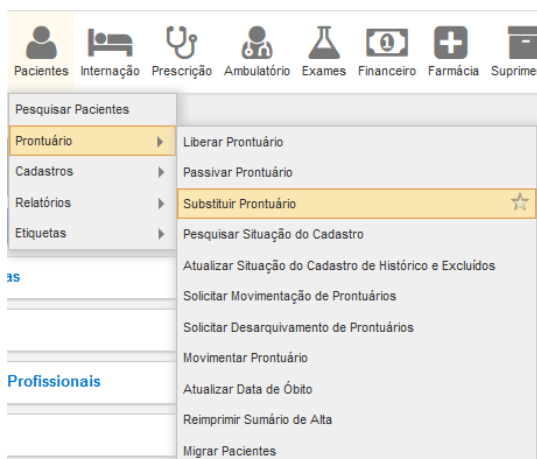 Pacientes Internação Prescrição Ambulatório Exames Financeiro Farmácia
Pesquisar Pacientes
Prontuário
Cadastros
Relatórios
Etiquetas
Liberar Prontuário
Passivar Prontuário
Substituir Prontuário
Pesquisar Situação do Cadastro
Atualizar Situação do Cadastro de Histórico e Excluídos
Solicitar Movimentação de Prontuários
Solicitar Desarquivamento de Prontuários
Movimentar Prontuário
Atualizar Data de Óbito
Reimprimir Sumário de Alta
Migrar Pacientes
as
Profissionais